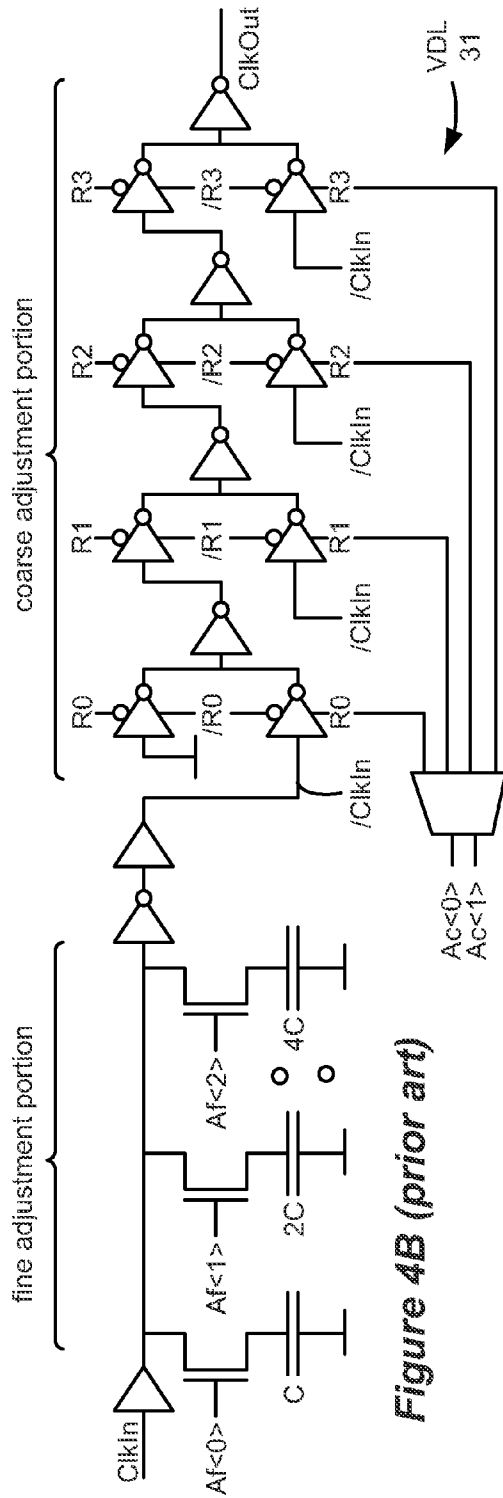 fine adjustment portion
coarse adjustment portion
ClkIn
Af<0>
C
Af<1>
2C
Af<2>
4C
/ClkIn
R0
/R0
R0
R1
/R1
R1
/ClkIn
R2
/R2
R2
/ClkIn
R3
/R3
R3
/ClkIn
ClkOut
VDL
31
Ac<0>
Ac<1>
Figure 4B (prior art)